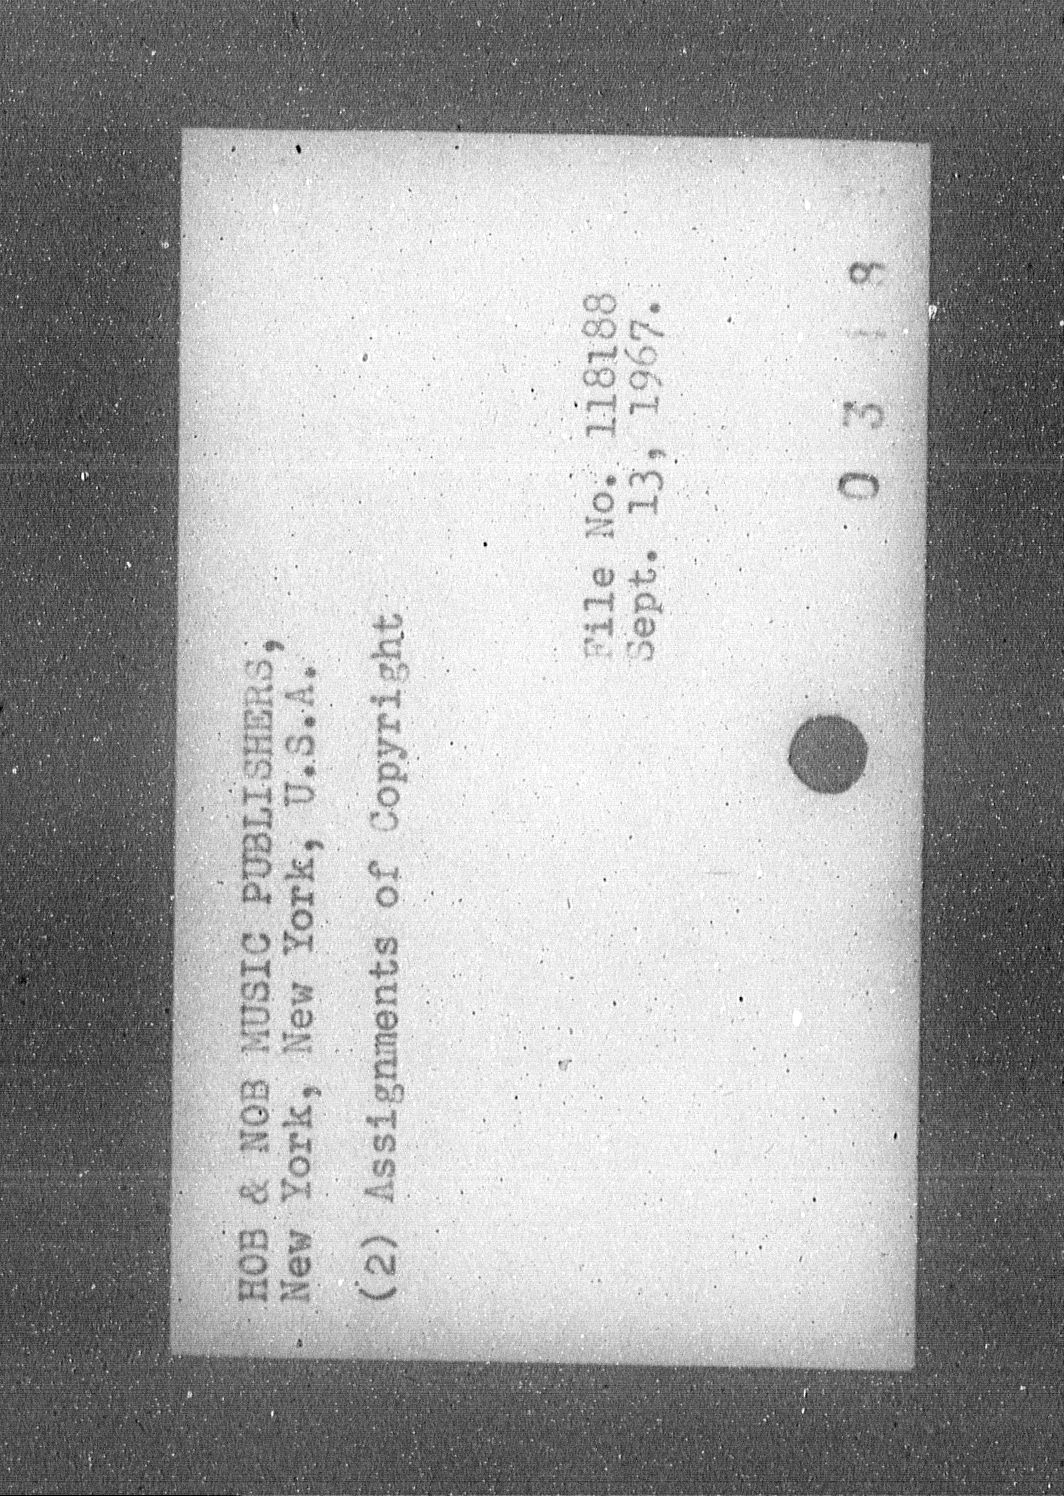 HOB & NOB MUSIC PUBLISHERS,
New York, New York, U.S.A.
(2) Assignments of Copyright
File No. 118188
Sept. 13, 1967.
0 3 1 8